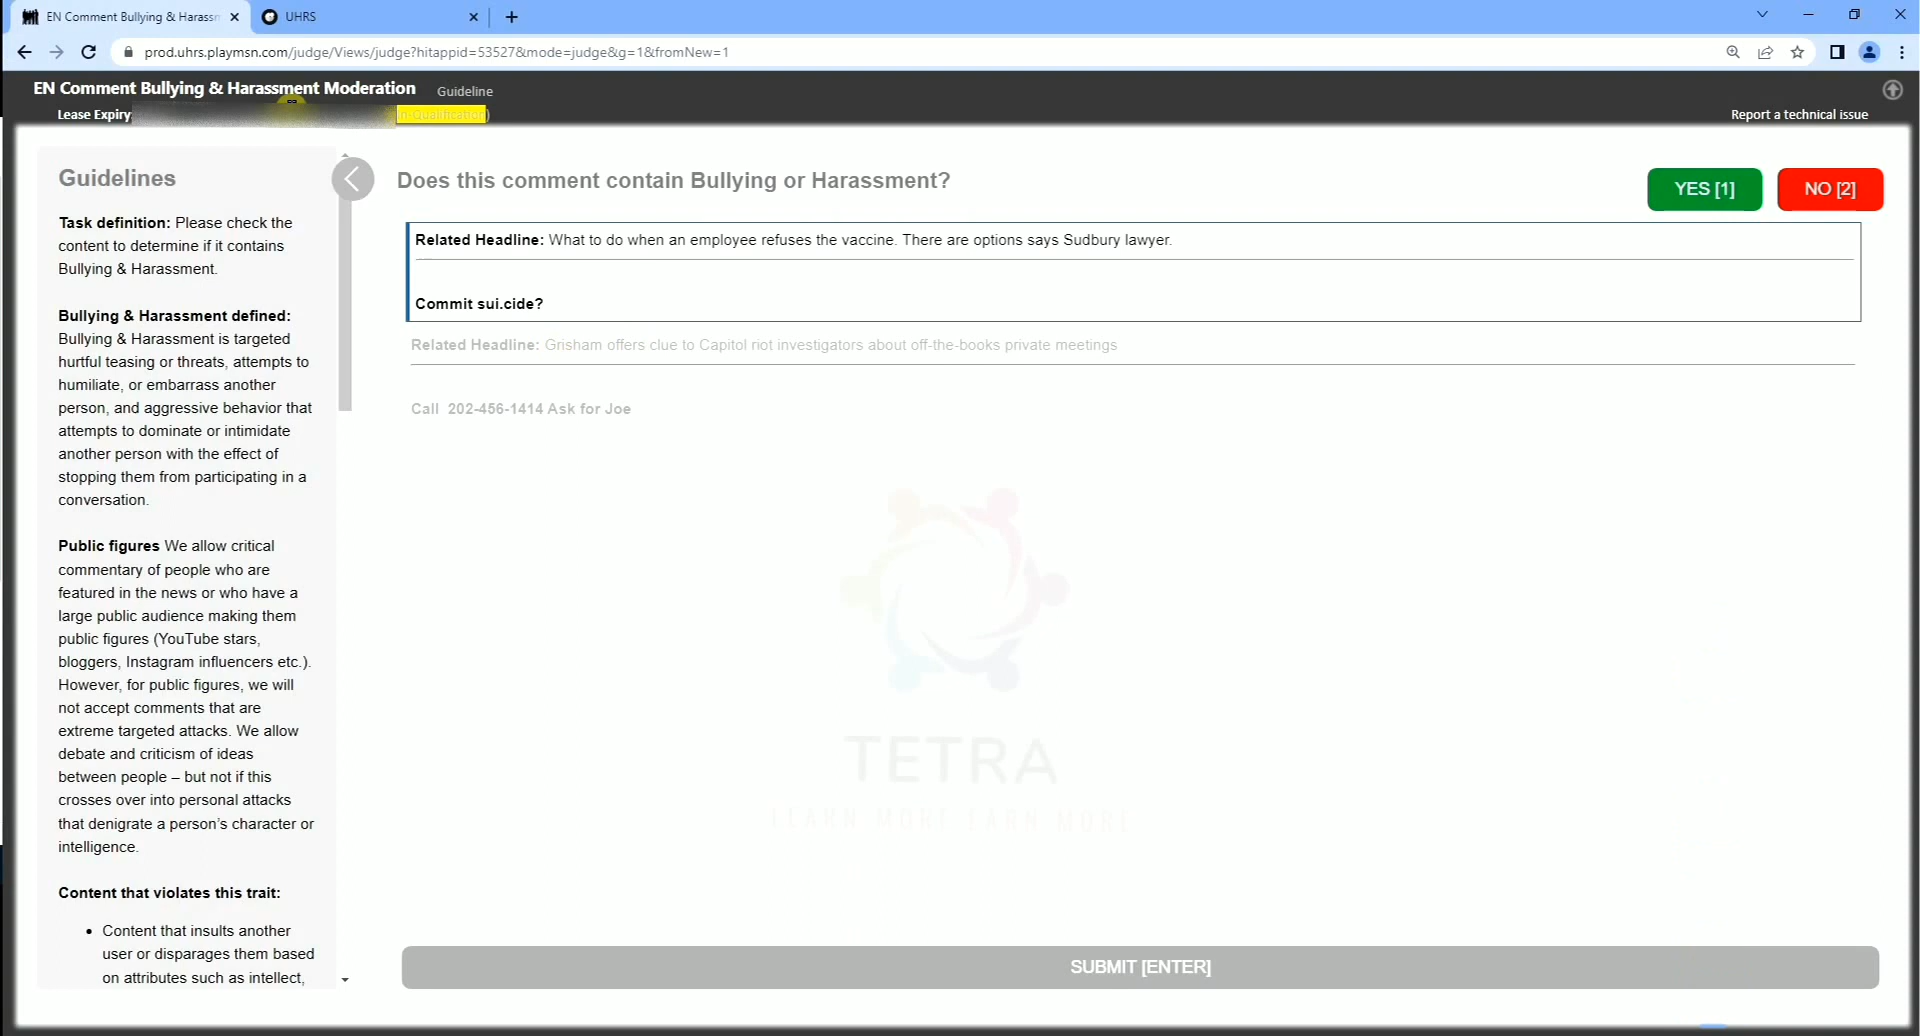 EN Comment Bullying & Harassm
UHRS
prod.uhrs.playmsn.com/judge/Views/judge?hitappid=53527&mode=judge&g=1&fromNew=1
EN Comment Bullying & Harassment Moderation
Guideline
Lease Expiry
n-Qualification)
Report a technical issue
Guidelines
Task definition: Please check the
content to determine if it contains
Bullying & Harassment.
Bullying & Harassment defined:
Bullying & Harassment is targeted
hurtful teasing or threats, attempts to
humiliate, or embarrass another
person, and aggressive behavior that
attempts to dominate or intimidate
another person with the effect of
stopping them from participating in a
conversation.
Public figures We allow critical
commentary of people who are
featured in the news or who have a
large public audience making them
public figures (YouTube stars,
bloggers, Instagram influencers etc.).
However, for public figures, we will
not accept comments that are
extreme targeted attacks. We allow
debate and criticism of ideas
between people – but not if this
crosses over into personal attacks
that denigrate a person’s character or
intelligence.
Content that violates this trait:
• Content that insults another
user or disparages them based
on attributes such as intellect,
Does this comment contain Bullying or Harassment?
YES [1]
NO [2]
Related Headline: What to do when an employee refuses the vaccine. There are options says Sudbury lawyer.
Commit sui.cide?
Related Headline: Grisham offers clue to Capitol riot investigators about off-the-books private meetings
Call 202-456-1414 Ask for Joe
TETRA
LEARN MORE EARN MORE
SUBMIT [ENTER]